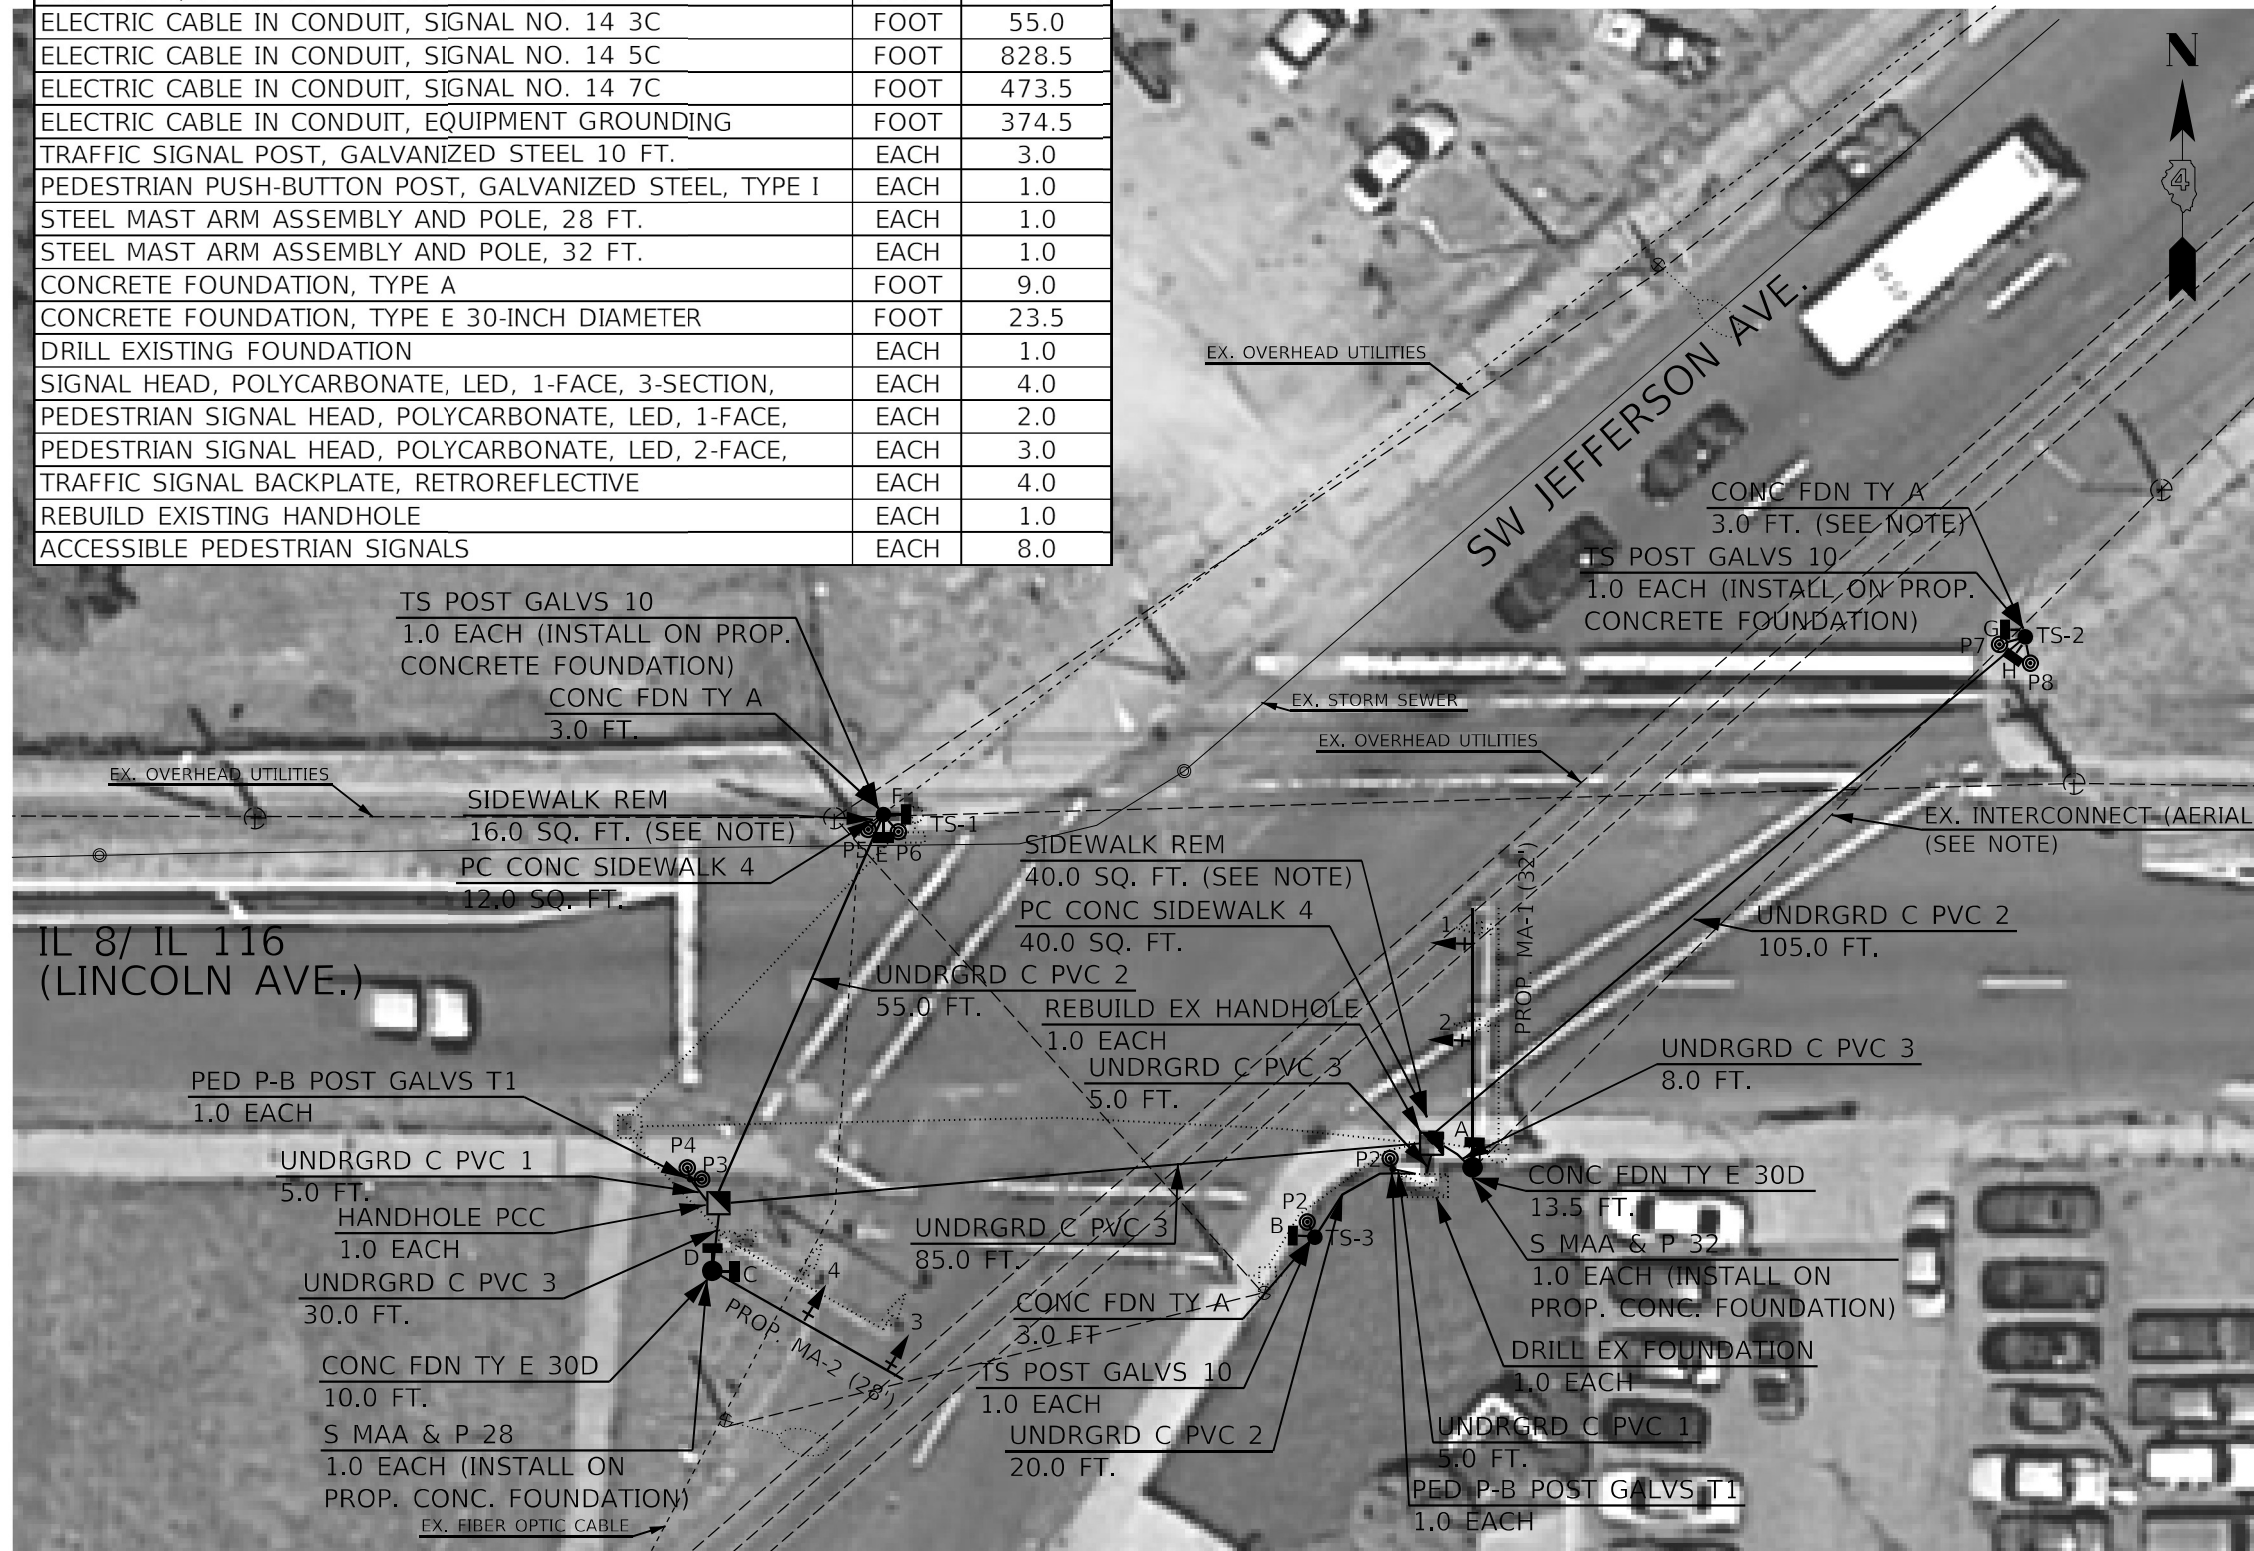 ELECTRIC CABLE IN CONDUIT, SIGNAL NO. 14 3C FOOT 55.0
ELECTRIC CABLE IN CONDUIT, SIGNAL NO. 14 5C FOOT 828.5
ELECTRIC CABLE IN CONDUIT, SIGNAL NO. 14 7C FOOT 473.5
ELECTRIC CABLE IN CONDUIT, EQUIPMENT GROUNDING FOOT 374.5
TRAFFIC SIGNAL POST, GALVANIZED STEEL 10 FT. EACH 3.0
PEDESTRIAN PUSH-BUTTON POST, GALVANIZED STEEL, TYPE I EACH 1.0
STEEL MAST ARM ASSEMBLY AND POLE, 28 FT. EACH 1.0
STEEL MAST ARM ASSEMBLY AND POLE, 32 FT. EACH 1.0
CONCRETE FOUNDATION, TYPE A FOOT 9.0
CONCRETE FOUNDATION, TYPE E 30-INCH DIAMETER FOOT 23.5
DRILL EXISTING FOUNDATION EACH 1.0
SIGNAL HEAD, POLYCARBONATE, LED, 1-FACE, 3-SECTION, EACH 4.0
PEDESTRIAN SIGNAL HEAD, POLYCARBONATE, LED, 1-FACE, EACH 2.0
PEDESTRIAN SIGNAL HEAD, POLYCARBONATE, LED, 2-FACE, EACH 3.0
TRAFFIC SIGNAL BACKPLATE, RETROREFLECTIVE EACH 4.0
REBUILD EXISTING HANDHOLE EACH 1.0
ACCESSIBLE PEDESTRIAN SIGNALS EACH 8.0
N
4
EX. OVERHEAD UTILITIES
SW JEFFERSON AVE.
CONC FDN TY A
3.0 FT. (SEE NOTE)
TS POST GALVS 10
1.0 EACH (INSTALL ON PROP.
CONCRETE FOUNDATION)
G
TS-2
P7
H
P8
TS POST GALVS 10
1.0 EACH (INSTALL ON PROP.
CONCRETE FOUNDATION)
CONC FDN TY A
3.0 FT.
EX. STORM SEWER
EX. OVERHEAD UTILITIES
EX. OVERHEAD UTILITIES
SIDEWALK REM
16.0 SQ. FT. (SEE NOTE)
PC CONC SIDEWALK 4
12.0 SQ. FT.
F
TS-1
P5 E P6
EX. INTERCONNECT (AERIAL
(SEE NOTE)
SIDEWALK REM
40.0 SQ. FT. (SEE NOTE)
PC CONC SIDEWALK 4
40.0 SQ. FT.
PROP. MA-1 (32')
1
2
UNDRGRD C PVC 2
105.0 FT.
IL 8/ IL 116
(LINCOLN AVE.)
UNDRGRD C PVC 2
55.0 FT.
REBUILD EX HANDHOLE
1.0 EACH
UNDRGRD C PVC 3
5.0 FT.
UNDRGRD C PVC 3
8.0 FT.
PED P-B POST GALVS T1
1.0 EACH
P4
P3
A
P2
UNDRGRD C PVC 1
5.0 FT.
HANDHOLE PCC
1.0 EACH
UNDRGRD C PVC 3
30.0 FT.
D
C
4
3
PROP. MA-2 (28')
UNDRGRD C PVC 3
85.0 FT.
P2
B
TS-3
CONC FDN TY E 30D
13.5 FT.
S MAA & P 32
1.0 EACH (INSTALL ON
PROP. CONC. FOUNDATION)
CONC FDN TY A
3.0 FT
CONC FDN TY E 30D
10.0 FT.
S MAA & P 28
1.0 EACH (INSTALL ON
PROP. CONC. FOUNDATION)
EX. FIBER OPTIC CABLE
TS POST GALVS 10
1.0 EACH
UNDRGRD C PVC 2
20.0 FT.
DRILL EX FOUNDATION
1.0 EACH
UNDRGRD C PVC 1
5.0 FT.
PED P-B POST GALVS T1
1.0 EACH